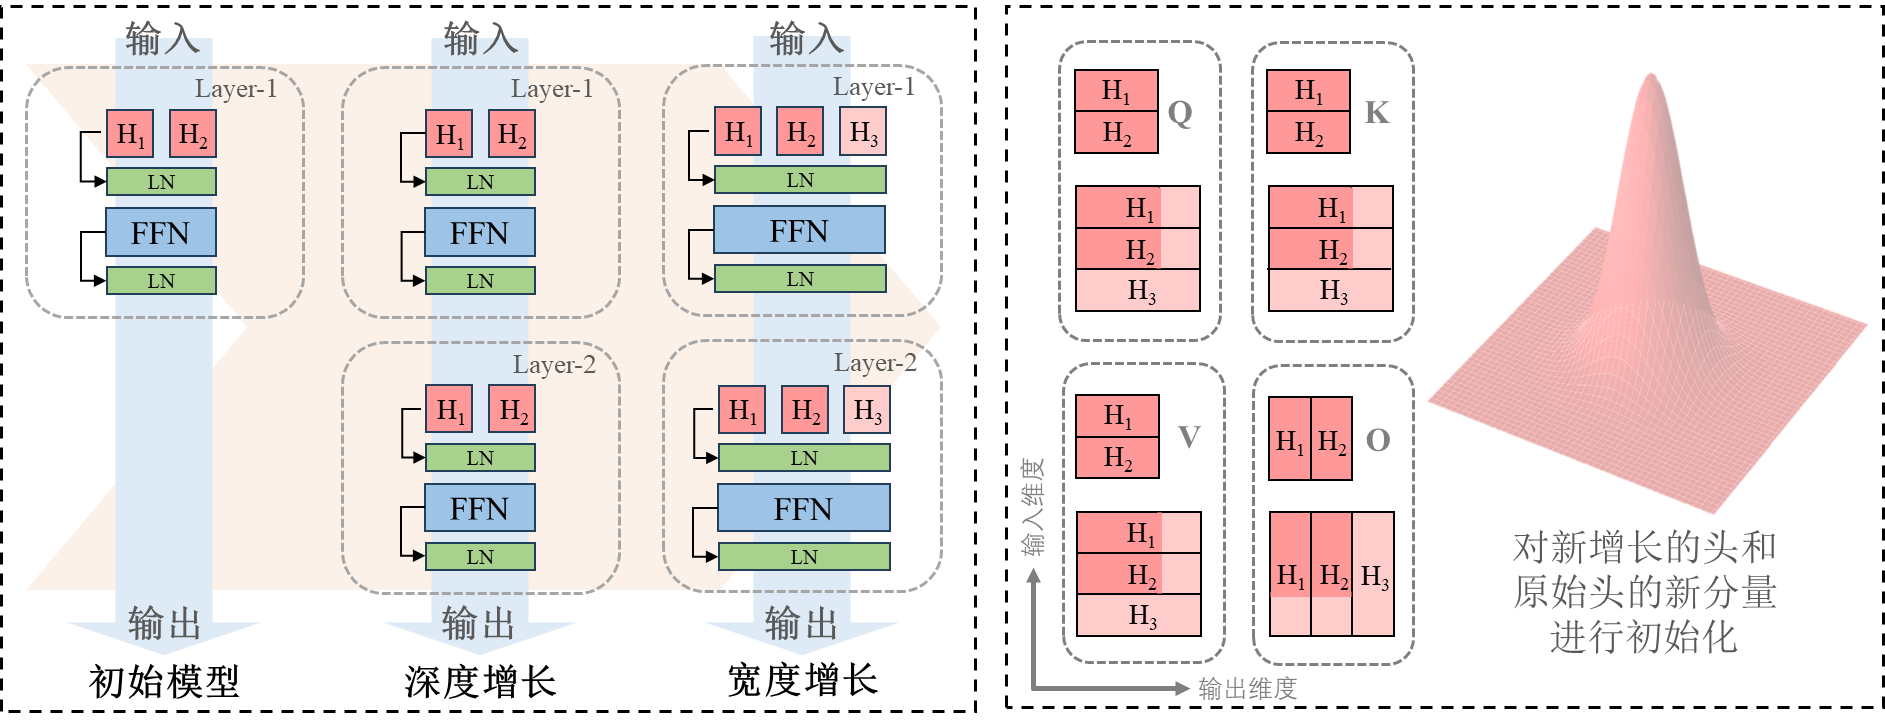 输入
Layer-1
H1 H2
LN
FFN
LN
输出
初始模型
输入
Layer-1
H1 H2
LN
FFN
LN
Layer-2
H1 H2
LN
FFN
LN
输出
深度增长
输入
Layer-1
H1 H2 H3
LN
FFN
LN
Layer-2
H1 H2 H3
LN
FFN
LN
输出
宽度增长
H1
H2
Q
H1
H2
H3
H1
H2
K
H1
H2
H3
H1
H2
V
H1
H2
H3
H1 H2
O
H1 H2 H3
输入维度
输出维度
对新增长的头和
原始头的新分量
进行初始化